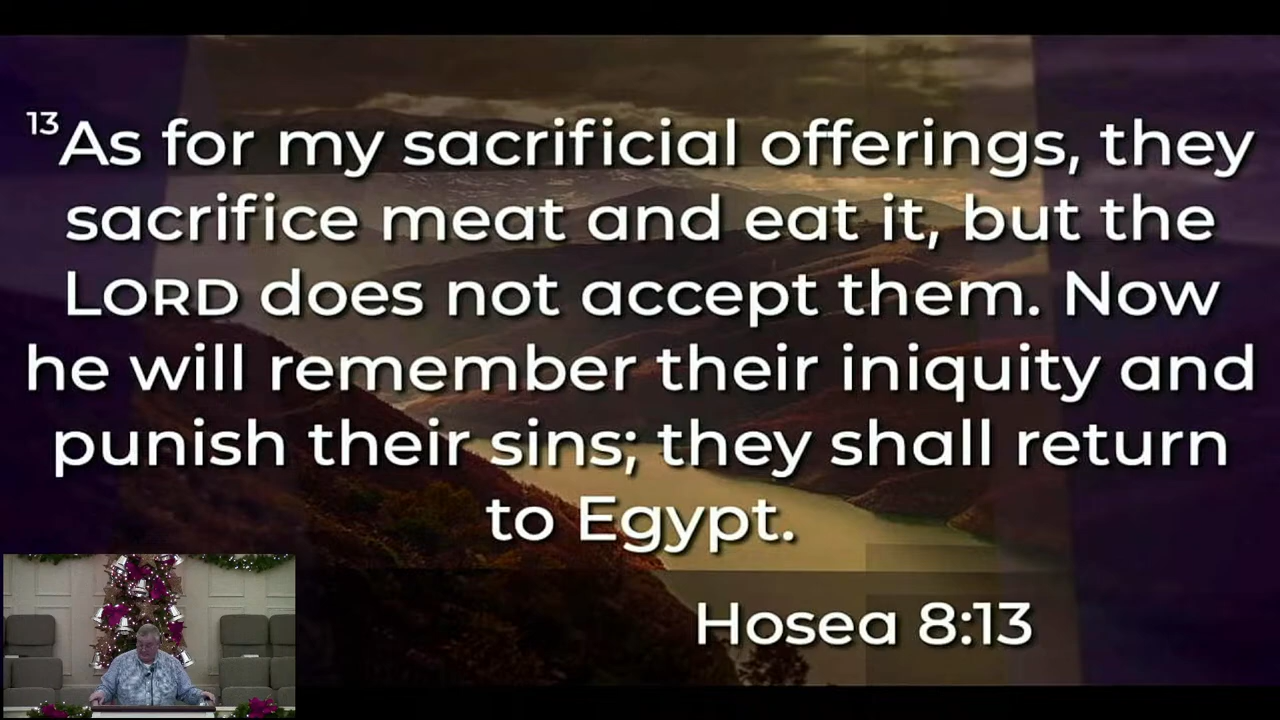 13As for my sacrificial offerings, they
sacrifice meat and eat it, but the
LORD does not accept them. Now
he will remember their iniquity and
punish their sins; they shall return
to Egypt.
Hosea 8:13